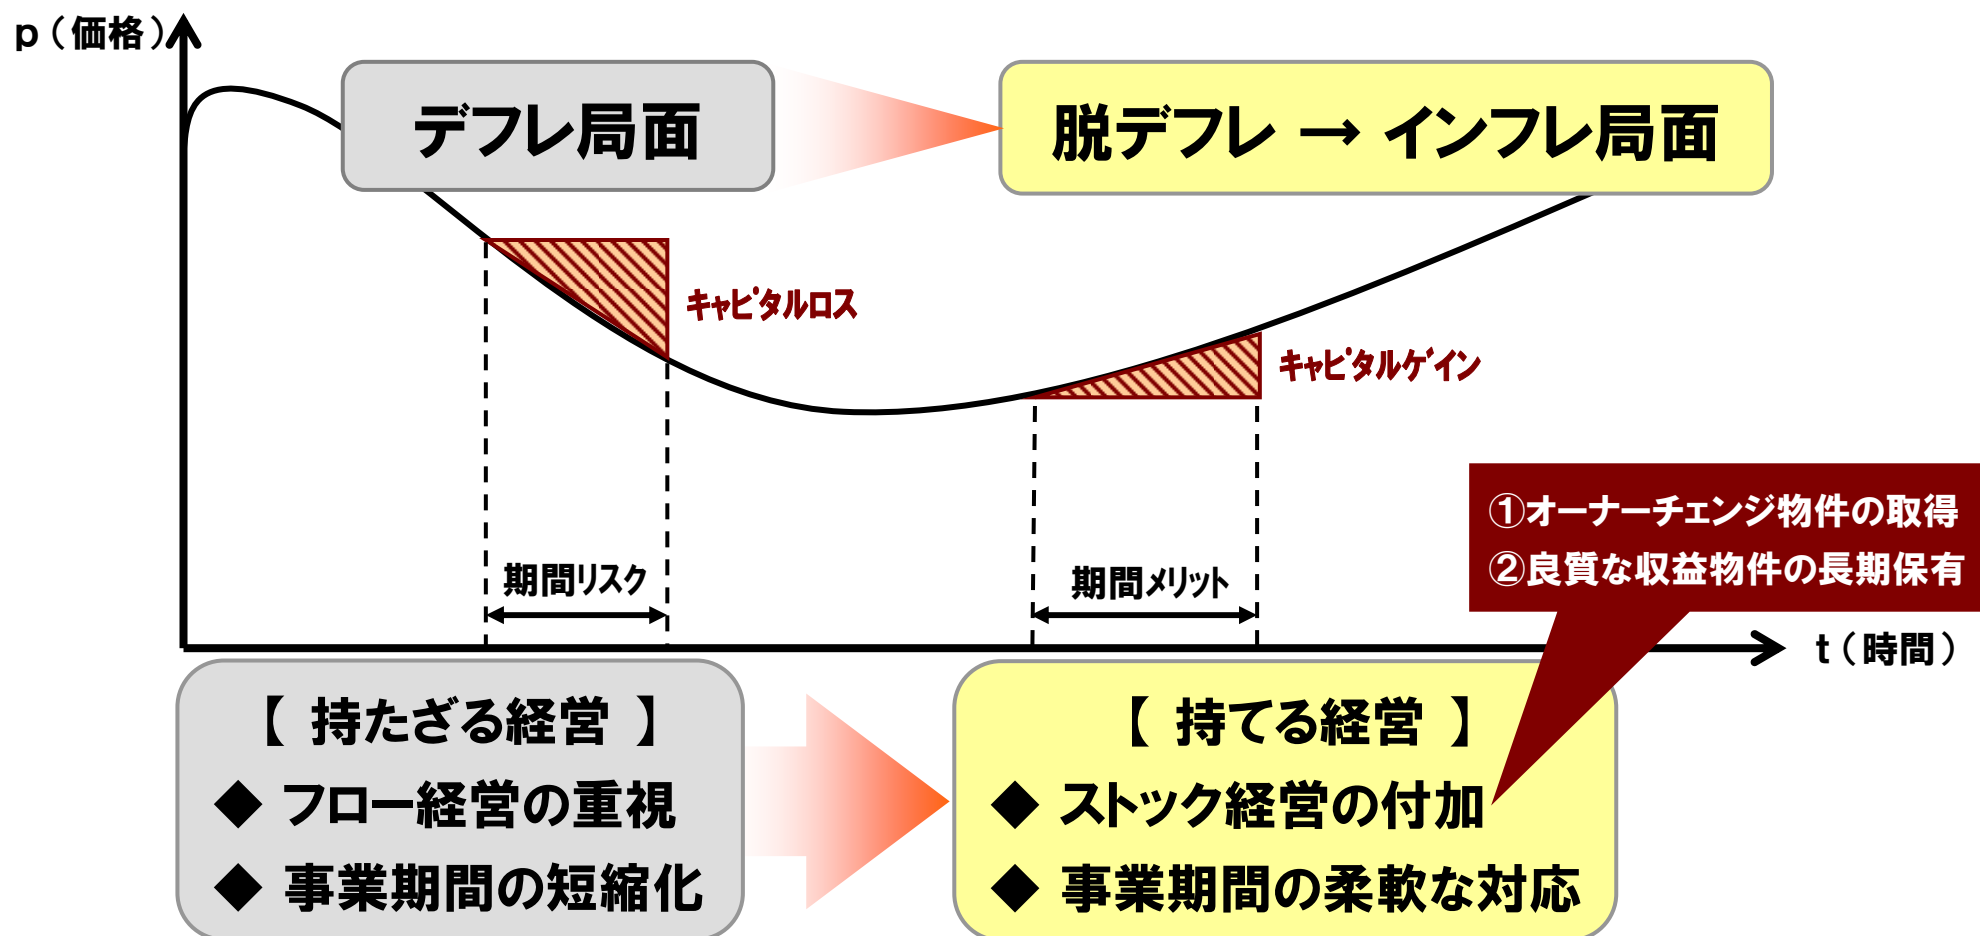 p（価格）
デフレ局面
脱デフレ → インフレ局面
キャピタルロス
キャピタルゲイン
①オーナーチェンジ物件の取得
②良質な収益物件の長期保有
期間リスク
期間メリット
t（時間）
【 持たざる経営 】
◆ フロー経営の重視
◆ 事業期間の短縮化
【 持てる経営 】
◆ ストック経営の付加
◆ 事業期間の柔軟な対応